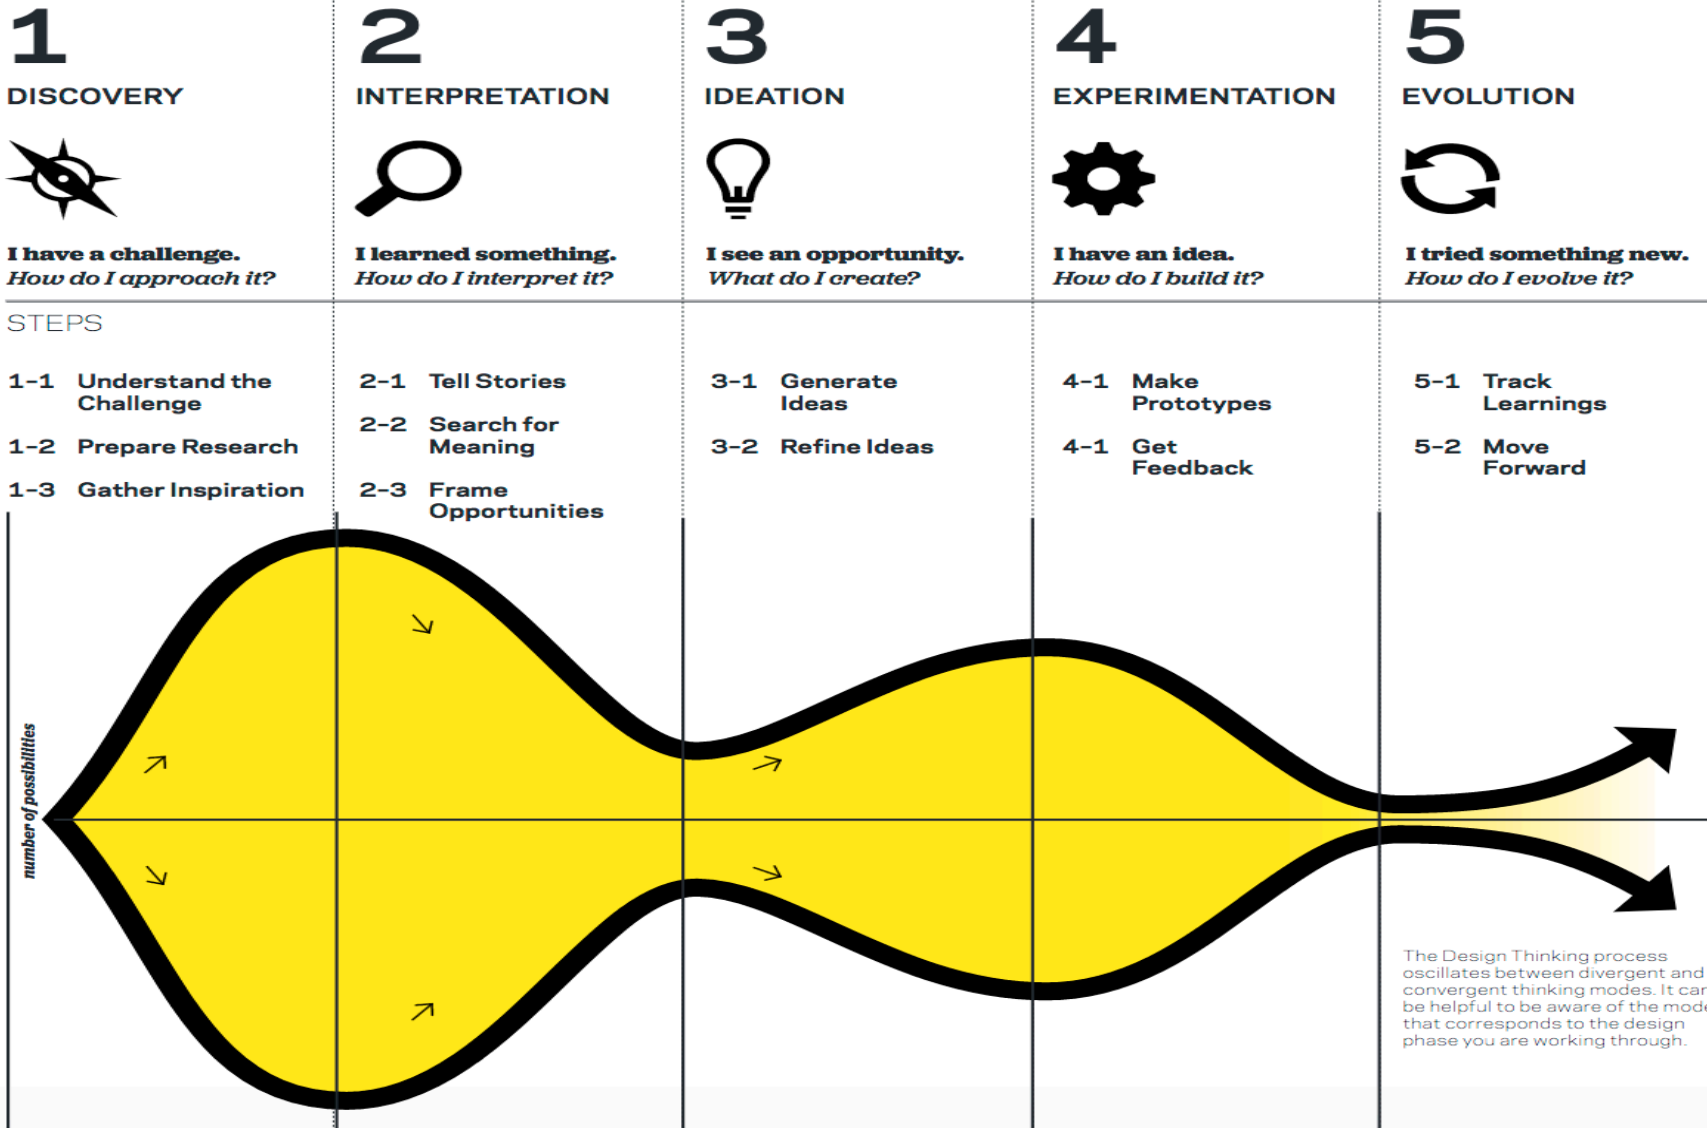 1
DISCOVERY
I have a challenge.
How do I approach it?
2
INTERPRETATION
I learned something.
How do I interpret it?
3
IDEATION
I see an opportunity.
What do I create?
4
EXPERIMENTATION
I have an idea.
How do I build it?
5
EVOLUTION
I tried something new.
How do I evolve it?
STEPS
1-1 Understand the
Challenge
1-2 Prepare Research
1-3 Gather Inspiration
2-1 Tell Stories
2-2 Search for
Meaning
2-3 Frame
Opportunities
3-1 Generate
Ideas
3-2 Refine Ideas
4-1 Make
Prototypes
4-1 Get
Feedback
5-1 Track
Learnings
5-2 Move
Forward
number of possibilities
The Design Thinking process
oscillates between divergent and
convergent thinking modes. It can
be helpful to be aware of the mode
that corresponds to the design
phase you are working through.